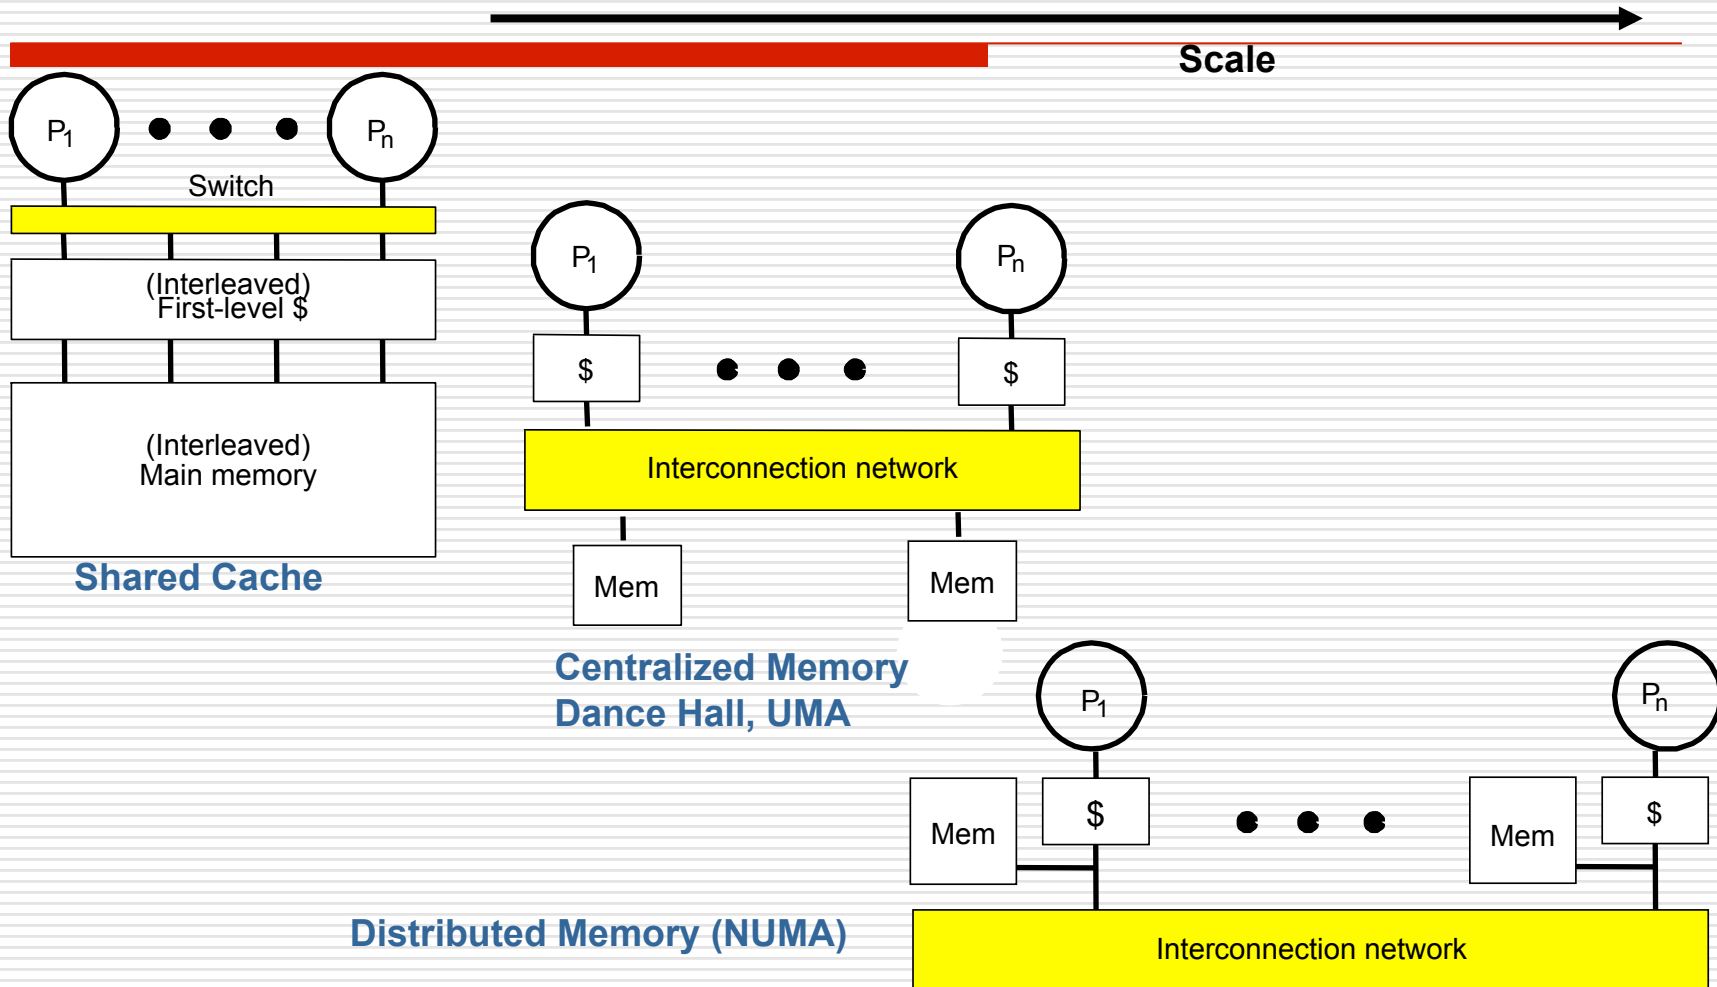 Scale
P1
Pn
Switch
(Interleaved)
First-level $
(Interleaved)
Main memory
Shared Cache
P1
Pn
$
$
Interconnection network
Mem
Mem
Centralized Memory
Dance Hall, UMA
P1
Pn
Mem
$
Mem
$
Distributed Memory (NUMA)
Interconnection network